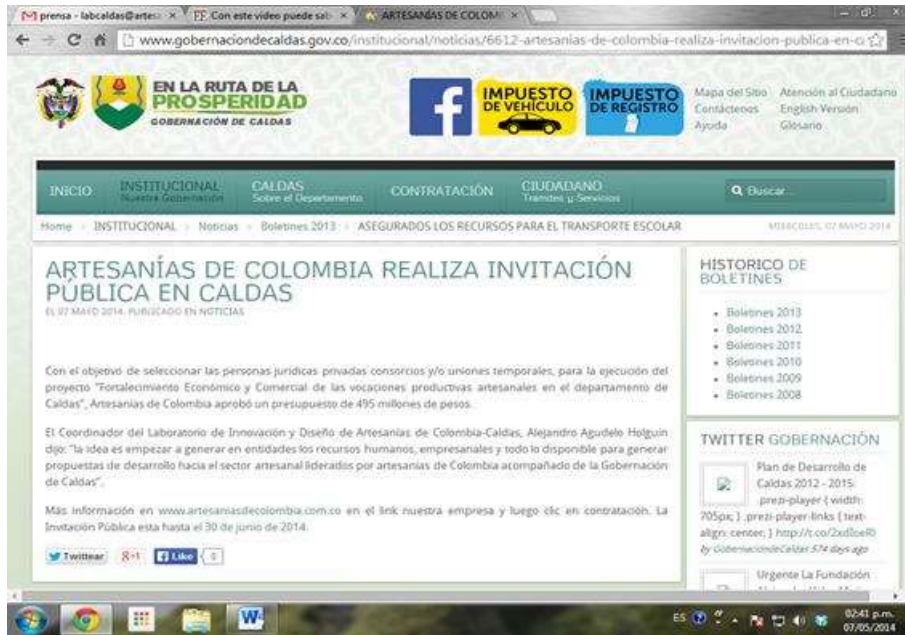 prensa - labcaldas@artesa
EE. Con este video puede sab
ARTESANÍAS DE COLOM
www.gobernaciondecaldas.gov.co/institucional/noticias/6612-artesanias-de-colombia-realiza-invitacion-publica-en-c
EN LA RUTA DE LA
PROSPERIDAD
GOBERNACIÓN DE CALDAS
IMPUESTO
DE VEHÍCULO
IMPUESTO
DE REGISTRO
Mapa del Sitio Atención al Ciudadano
Contáctenos English Versión
Ayuda Glosario
INICIO INSTITUCIONAL CALDAS CONTRATACIÓN CIUDADANO Buscar...
Nuestra Gobernación Sobre el Departamento Tramites y Servicios
Home INSTITUCIONAL Noticias Boletines 2013 ASEGURADOS LOS RECURSOS PARA EL TRANSPORTE ESCOLAR MIÉRCOLES, 07 MAYO 2014
ARTESANÍAS DE COLOMBIA REALIZA INVITACIÓN
PÚBLICA EN CALDAS
EL 07 MAYO 2014. PUBLICADO EN NOTICIAS
Con el objetivo de seleccionar las personas jurídicas privadas consorcios y/o uniones temporales, para la ejecución del
proyecto "Fortalecimiento Económico y Comercial de las vocaciones productivas artesanales en el departamento de
Caldas", Artesanías de Colombia aprobó un presupuesto de 495 millones de pesos.
El Coordinador del Laboratorio de Innovación y Diseño de Artesanías de Colombia-Caldas, Alejandro Agudelo Holguín
dijo: "la idea es empezar a generar en entidades los recursos humanos, empresariales y todo lo disponible para generar
propuestas de desarrollo hacia el sector artesanal liderados por artesanías de Colombia acompañado de la Gobernación
de Caldas".
Más información en www.artesaniasdecolombia.com.co en el link nuestra empresa y luego clic en contratación. La
Invitación Pública esta hasta el 30 de junio de 2014.
Twittear +1 Like 0
HISTORICO DE
BOLETINES
Boletines 2013
Boletines 2012
Boletines 2011
Boletines 2010
Boletines 2009
Boletines 2008
TWITTER GOBERNACIÓN
Plan de Desarrollo de
Caldas 2012 - 2015:
.prezi-player { width:
705px; } .prezi-player-links { text-
align: center; }
by GobernaciondeCaldas 574 days ago
Urgente La Fundación
ES 02:41 p.m.
07/05/2014